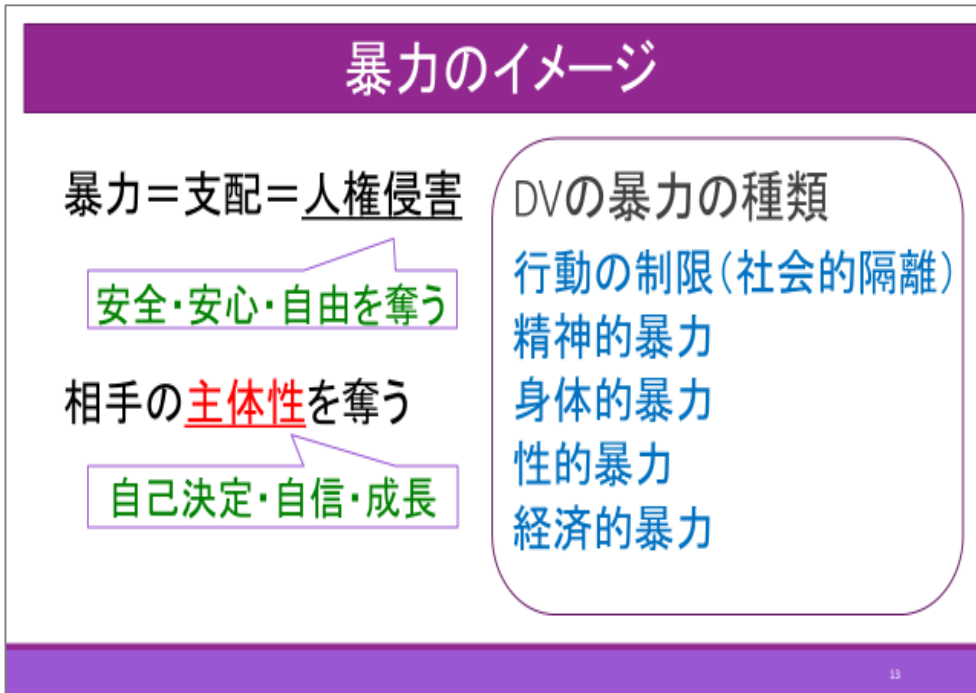 暴力のイメージ
暴力＝支配＝人権侵害
安全・安心・自由を奪う
相手の主体性を奪う
自己決定・自信・成長
DVの暴力の種類
行動の制限(社会的隔離)
精神的暴力
身体的暴力
性的暴力
経済的暴力
13